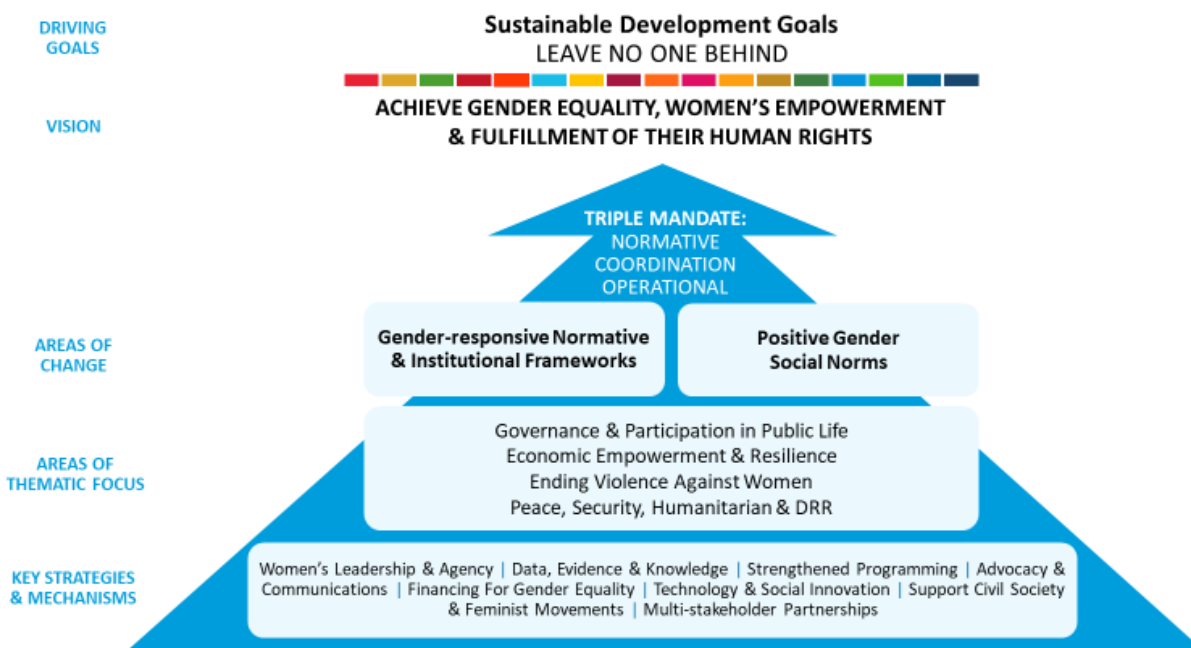 DRIVING
GOALS
Sustainable Development Goals
LEAVE NO ONE BEHIND
VISION
ACHIEVE GENDER EQUALITY, WOMEN'S EMPOWERMENT
& FULFILLMENT OF THEIR HUMAN RIGHTS
TRIPLE MANDATE:
NORMATIVE
COORDINATION
OPERATIONAL
AREAS OF
CHANGE
Gender-responsive Normative
& Institutional Frameworks
Positive Gender
Social Norms
AREAS OF
THEMATIC FOCUS
Governance & Participation in Public Life
Economic Empowerment & Resilience
Ending Violence Against Women
Peace, Security, Humanitarian & DRR
KEY STRATEGIES
& MECHANISMS
Women's Leadership & Agency | Data, Evidence & Knowledge | Strengthened Programming | Advocacy &
Communications | Financing For Gender Equality | Technology & Social Innovation | Support Civil Society
& Feminist Movements | Multi-stakeholder Partnerships